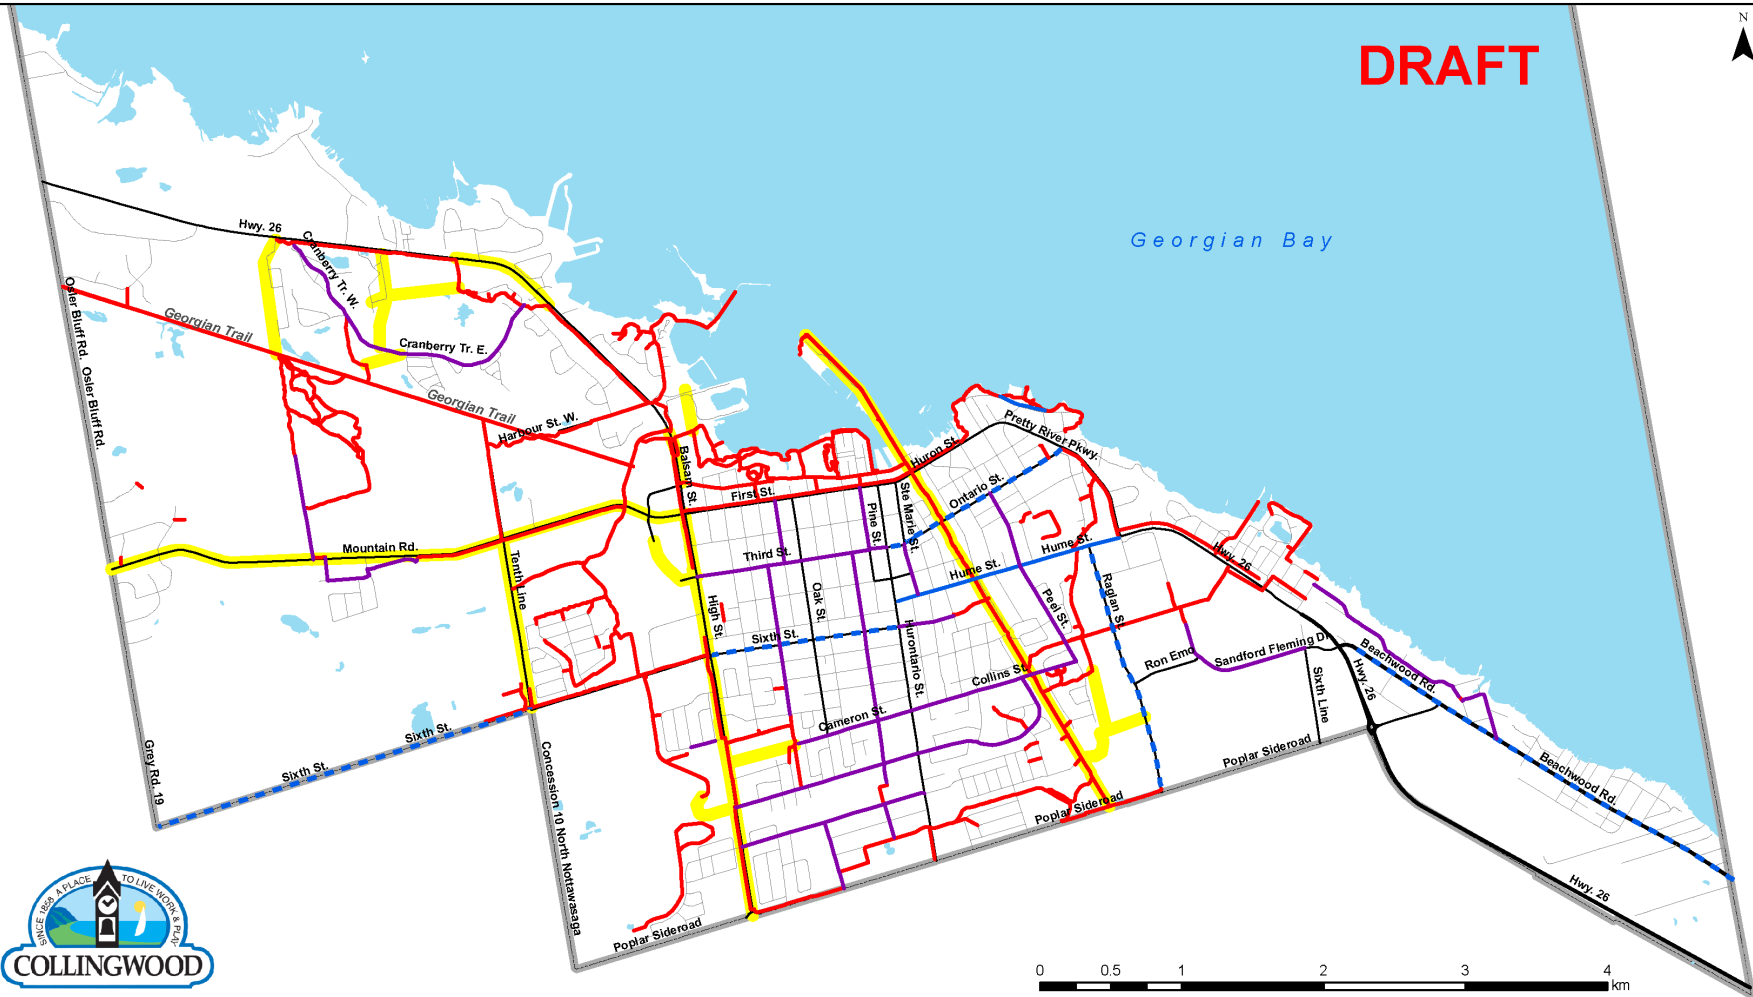 N
DRAFT
Georgian Bay
Hwy. 26
Cranberry Tr. W.
Osler Bluff Rd.
Georgian Trail
Cranberry Tr. E.
Osler Bluff Rd.
Georgian Trail
Harbour St. W.
Pretty River Pkwy.
Huron St.
Balsam St.
First St.
Pine St.
Ste Marie St.
Ontario St.
Mountain Rd.
Third St.
Hume St.
Hume St.
Hwy. 26
Tenth Line
High St.
Oak St.
Peel St.
Raglan St.
Sixth St.
Hurontario St.
Collins St.
Cameron St.
Ron Emo
Sandford Fleming Dr
Sixth Line
Hwy. 26
Beachwood Rd.
Sixth St.
Sixth St.
Grey Rd. 19
Concession 10 North Nottawasaga
Poplar Sideroad
Poplar Sideroad
Beachwood Rd.
Poplar Sideroad
Hwy. 26
SINCE 1858 A PLACE TO LIVE WORK & PLAY
COLLINGWOOD
0 0.5 1 2 3 4
km